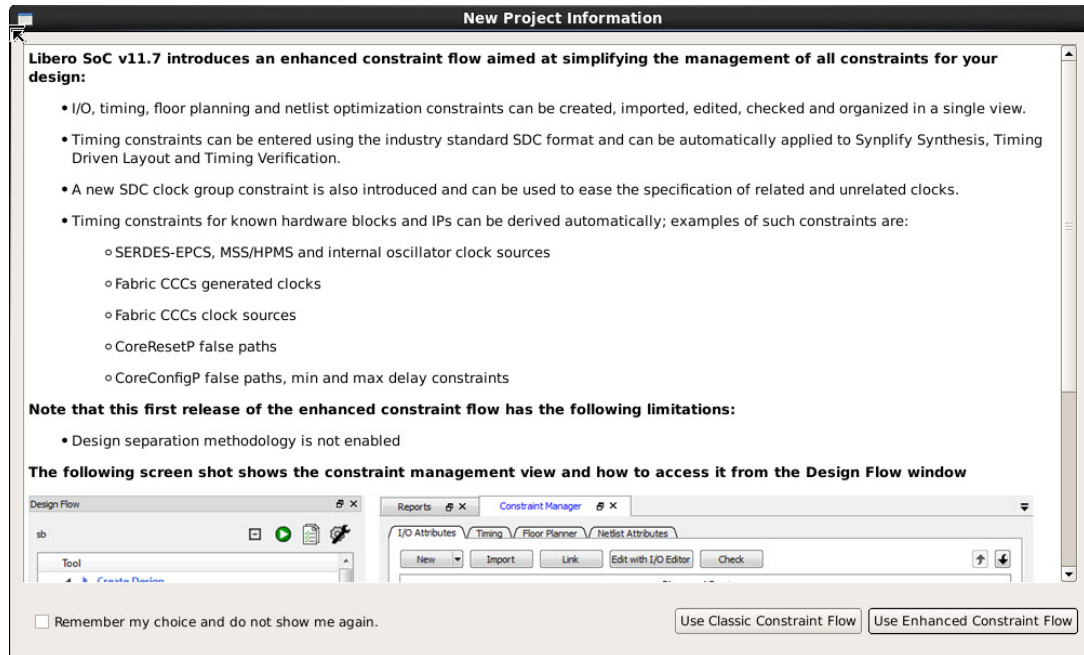 New Project Information
Libero SoC v11.7 introduces an enhanced constraint flow aimed at simplifying the management of all constraints for your
design:
• I/O, timing, floor planning and netlist optimization constraints can be created, imported, edited, checked and organized in a single view.
• Timing constraints can be entered using the industry standard SDC format and can be automatically applied to Synplify Synthesis, Timing
Driven Layout and Timing Verification.
• A new SDC clock group constraint is also introduced and can be used to ease the specification of related and unrelated clocks.
• Timing constraints for known hardware blocks and IPs can be derived automatically; examples of such constraints are:
◦ SERDES-EPCS, MSS/HPMS and internal oscillator clock sources
◦ Fabric CCCs generated clocks
◦ Fabric CCCs clock sources
◦ CoreResetP false paths
◦ CoreConfigP false paths, min and max delay constraints
Note that this first release of the enhanced constraint flow has the following limitations:
• Design separation methodology is not enabled
The following screen shot shows the constraint management view and how to access it from the Design Flow window
Design Flow
sb
Tool
Create Design
Reports Constraint Manager
I/O Attributes Timing Floor Planner Netlist Attributes
New Import Link Edit with I/O Editor Check
Remember my choice and do not show me again.
Use Classic Constraint Flow Use Enhanced Constraint Flow